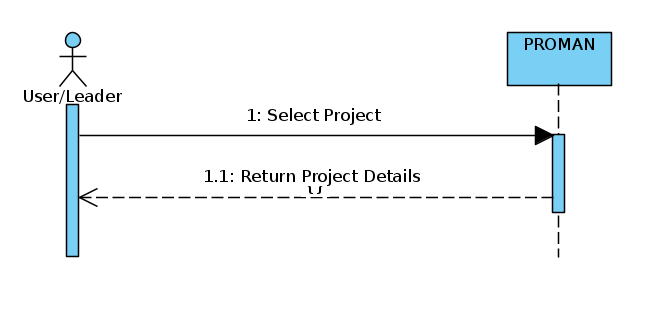 PROMAN
User/Leader
1: Select Project
1.1: Return Project Details